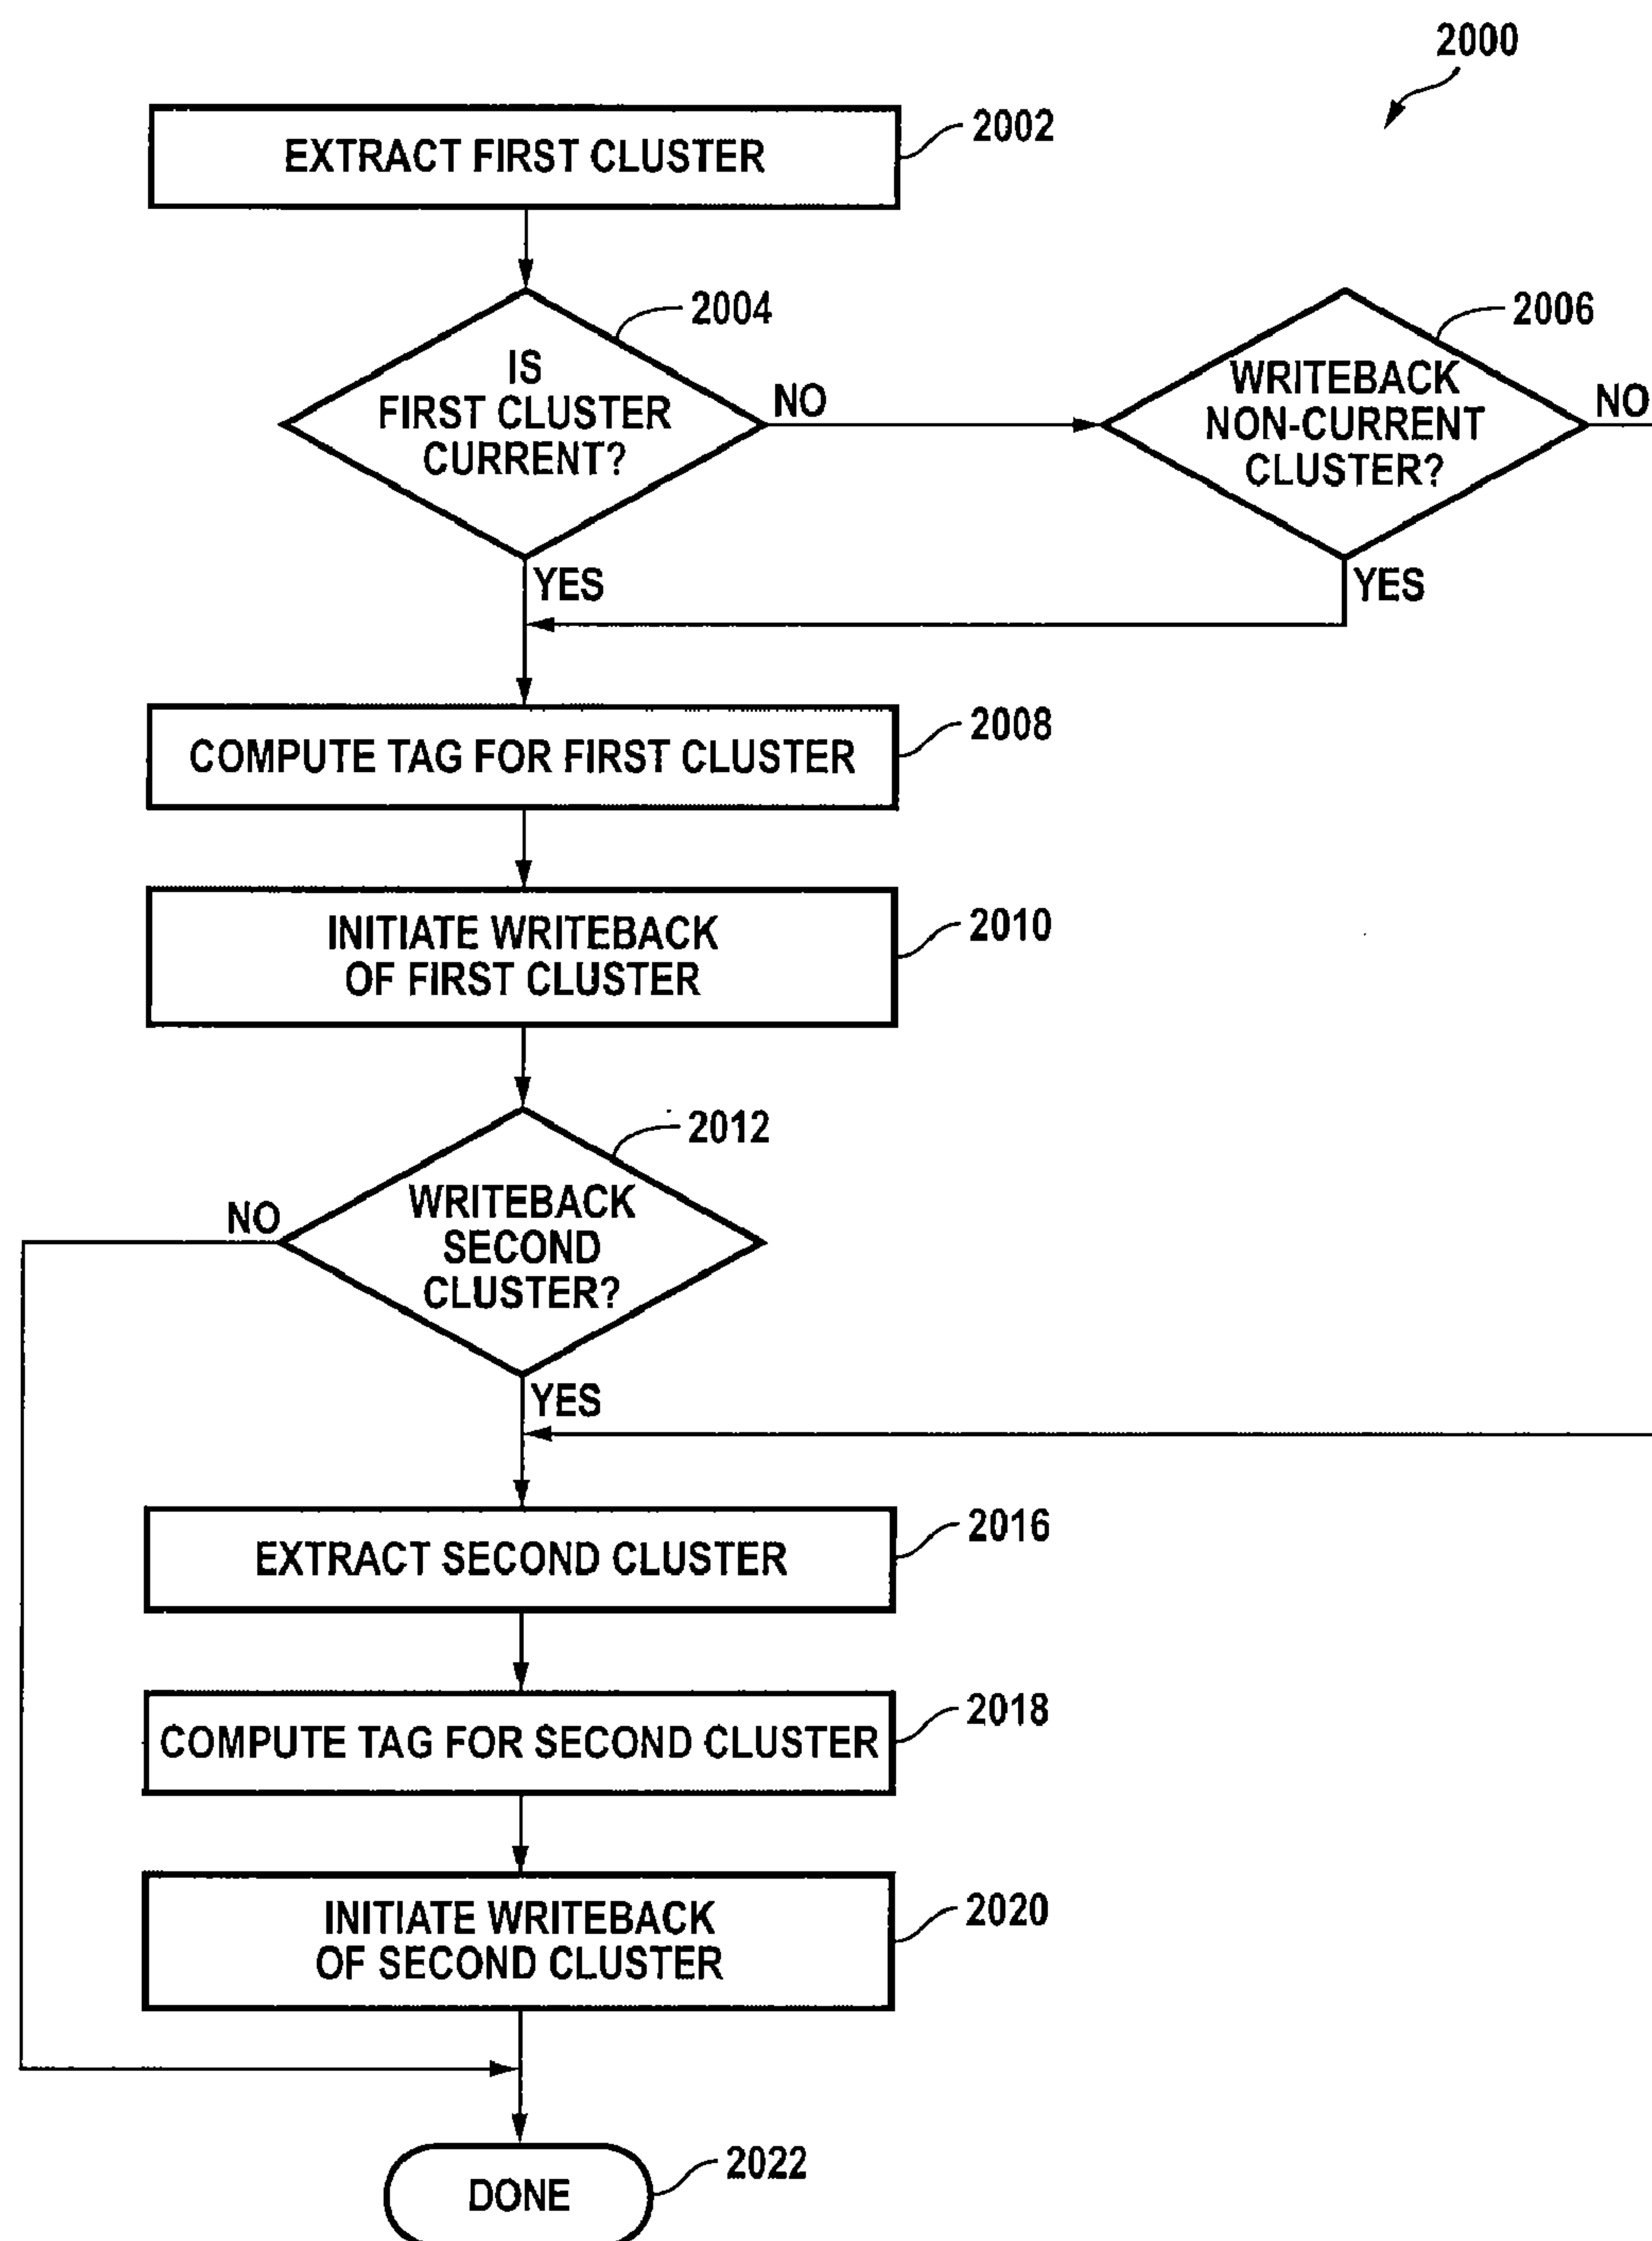 2000
EXTRACT FIRST CLUSTER
2002
2004
IS
FIRST CLUSTER
CURRENT?
NO
YES
2006
WRITEBACK
NON-CURRENT
CLUSTER?
NO
YES
COMPUTE TAG FOR FIRST CLUSTER
2008
INITIATE WRITEBACK
OF FIRST CLUSTER
2010
2012
WRITEBACK
SECOND
CLUSTER?
NO
YES
EXTRACT SECOND CLUSTER
2016
COMPUTE TAG FOR SECOND CLUSTER
2018
INITIATE WRITEBACK
OF SECOND CLUSTER
2020
DONE
2022